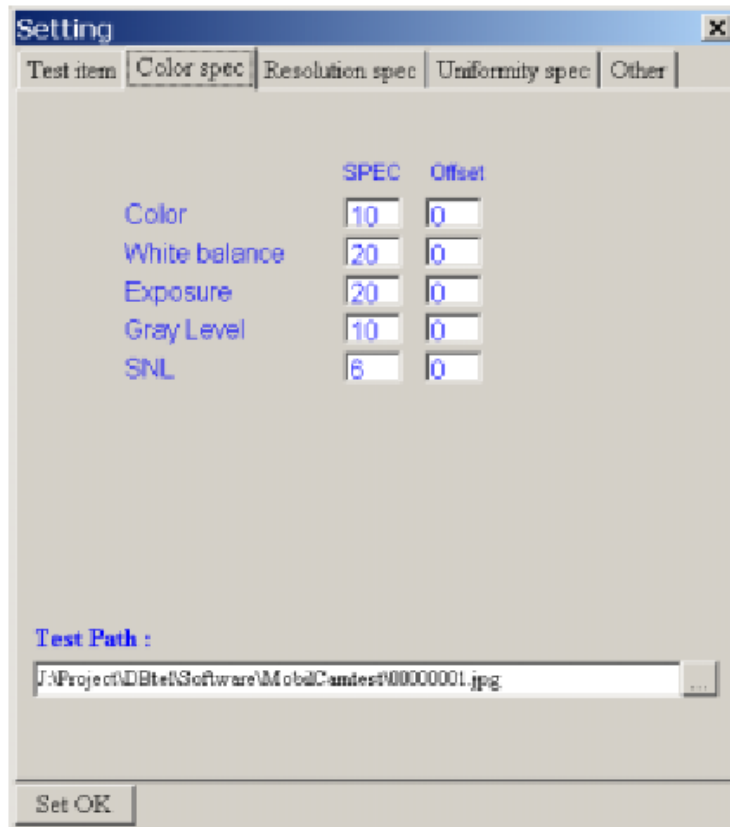 Setting
Test item Color spec Resolution spec Uniformity spec Other
SPEC Offset
Color 10 0
White balance 20 0
Exposure 20 0
Gray Level 10 0
SNL 6 0
Test Path :
J:\Project\DBtel\Software\MobilCamtest\00000001.jpg ...
Set OK